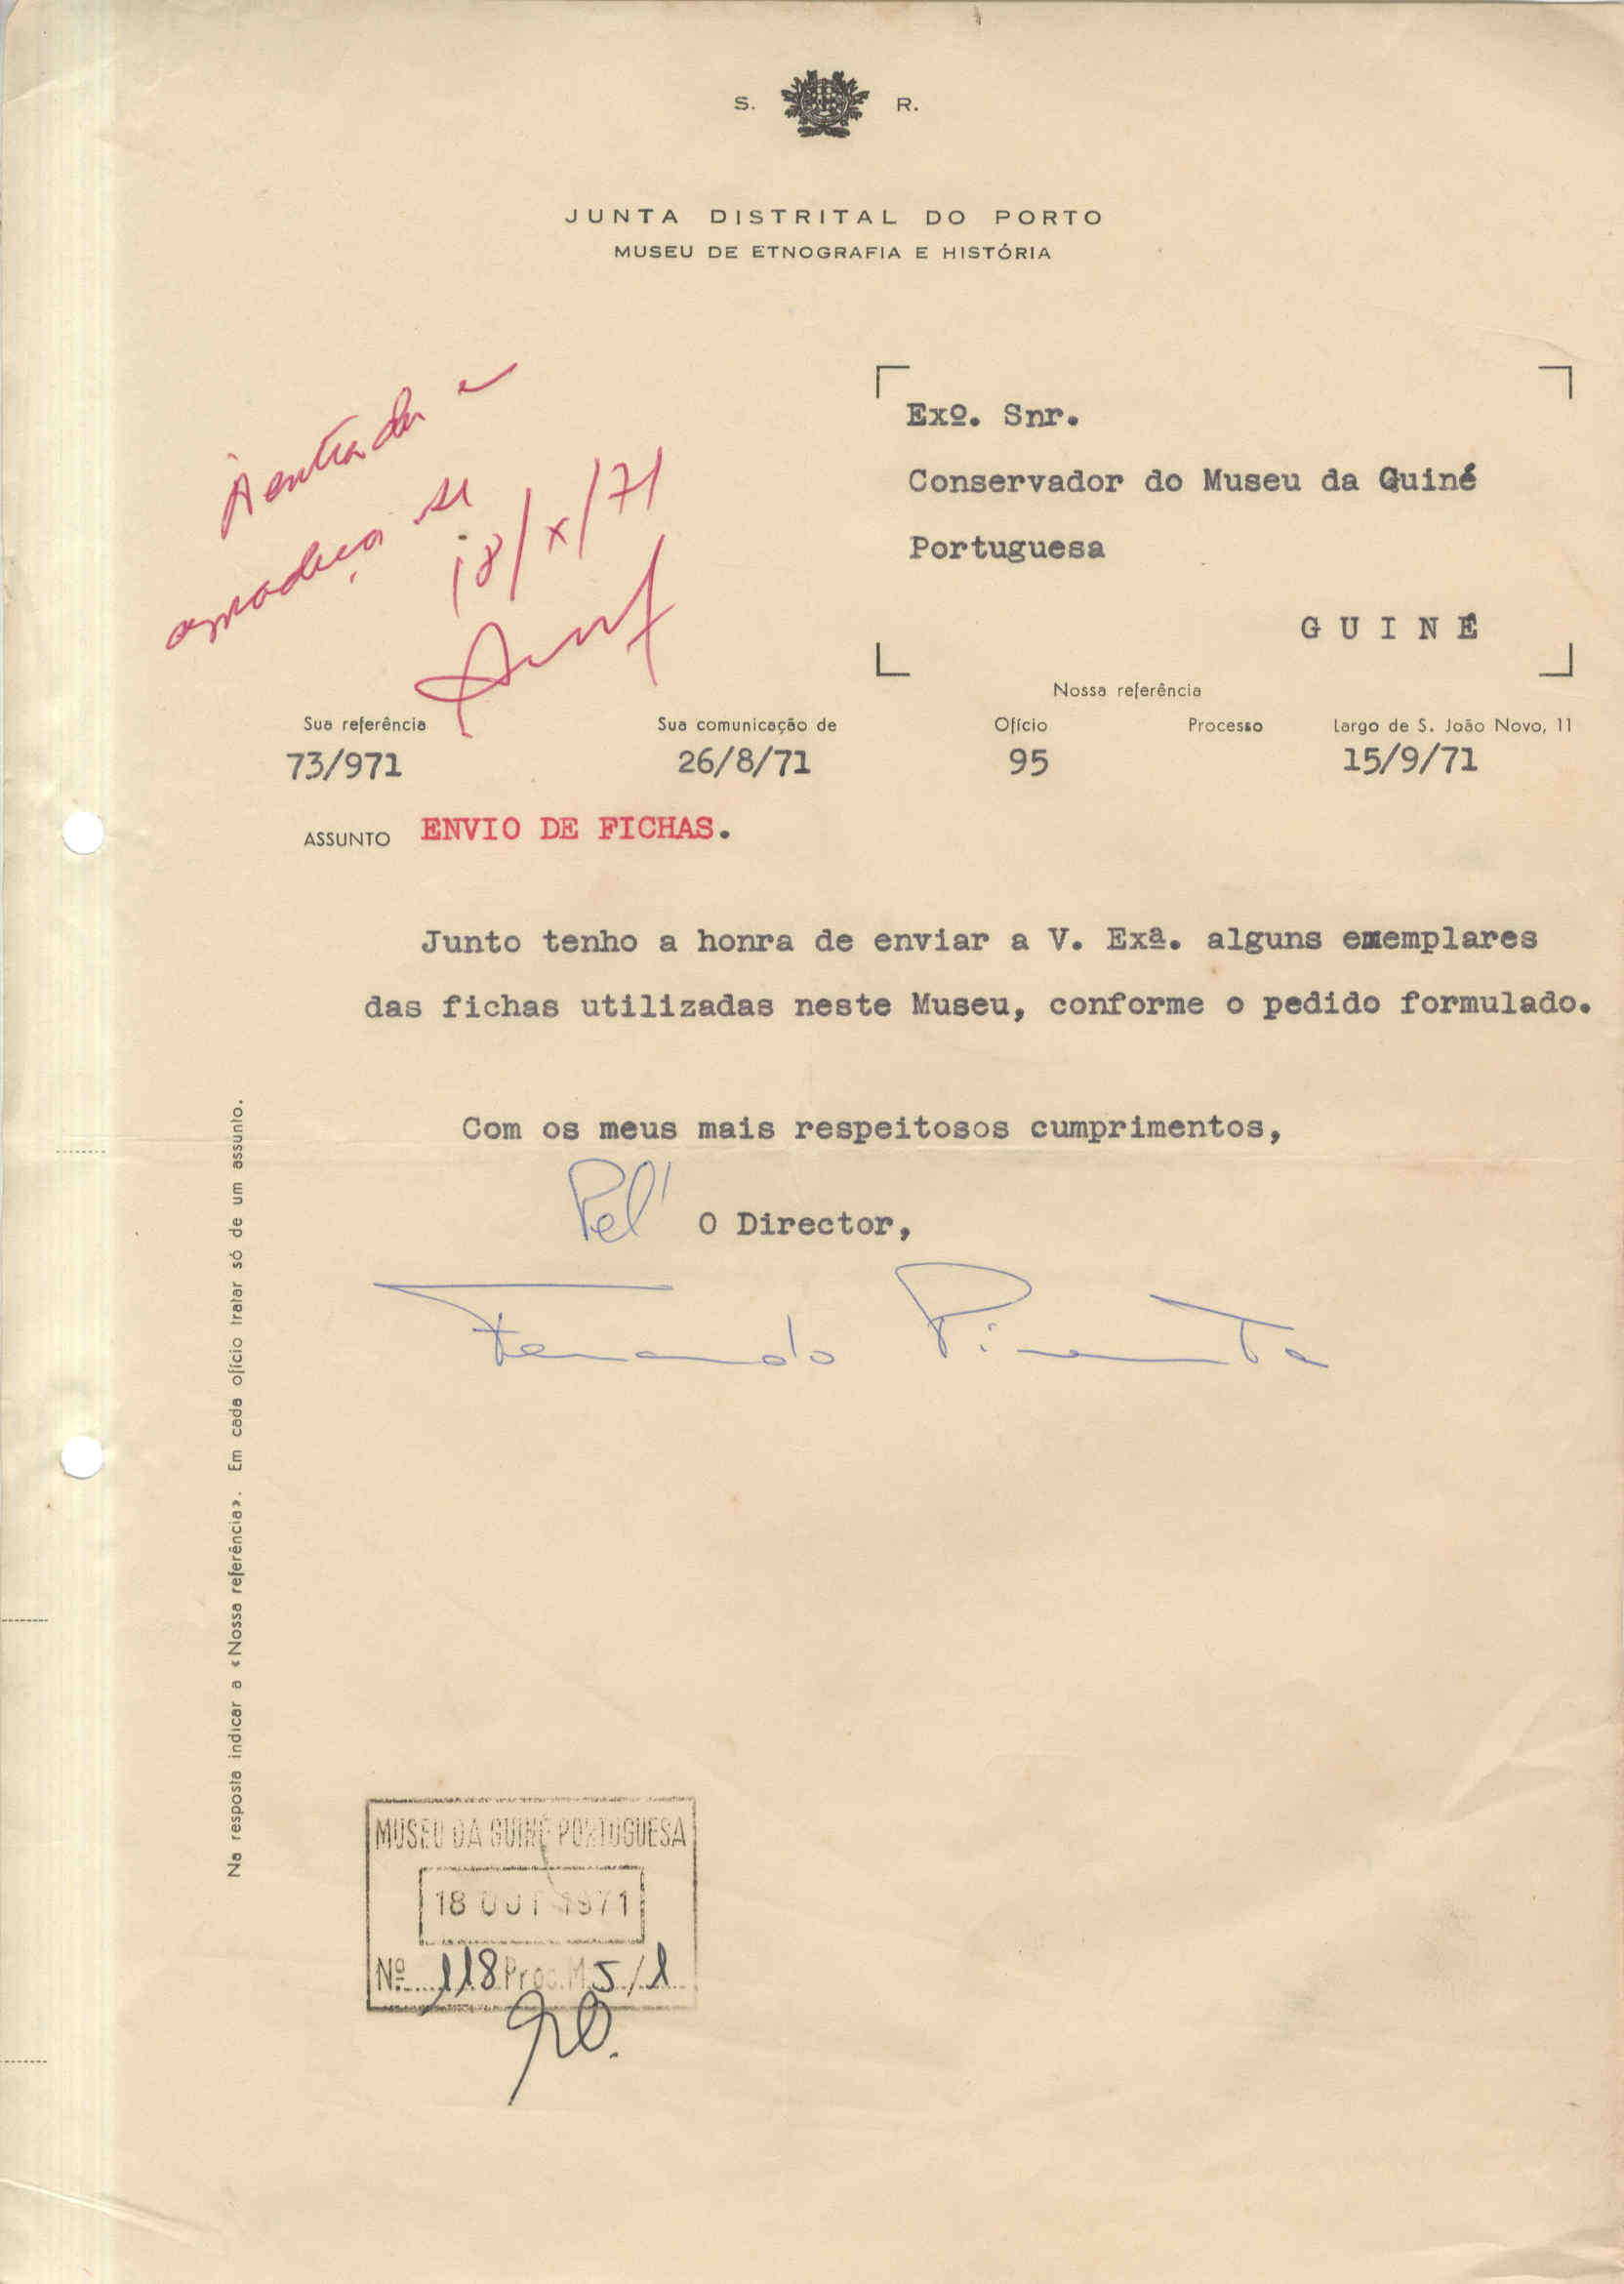 S. R.
JUNTA DISTRITAL DO PORTO
MUSEU DE ETNOGRAFIA E HISTÓRIA
À entrada e
agradeça se
18/X/71
Exº. Snr.
Conservador do Museu da Guiné
Portuguesa
GUINÉ
Nossa referência
Sua referência Sua comunicação de Ofício Processo Largo de S. João Novo, 11
73/971 26/8/71 95 15/9/71
ASSUNTO ENVIO DE FICHAS.
Junto tenho a honra de enviar a V. Exª. alguns exemplares
das fichas utilizadas neste Museu, conforme o pedido formulado.
Com os meus mais respeitosos cumprimentos,
Pel' O Director,
Fernando Pimenta
Na resposta indicar a «Nossa referência». Em cada ofício tratar só de um assunto.
MUSEU DA GUINÉ PORTUGUESA
18 OUT 1971
Nº 118 Proc. M 5/1